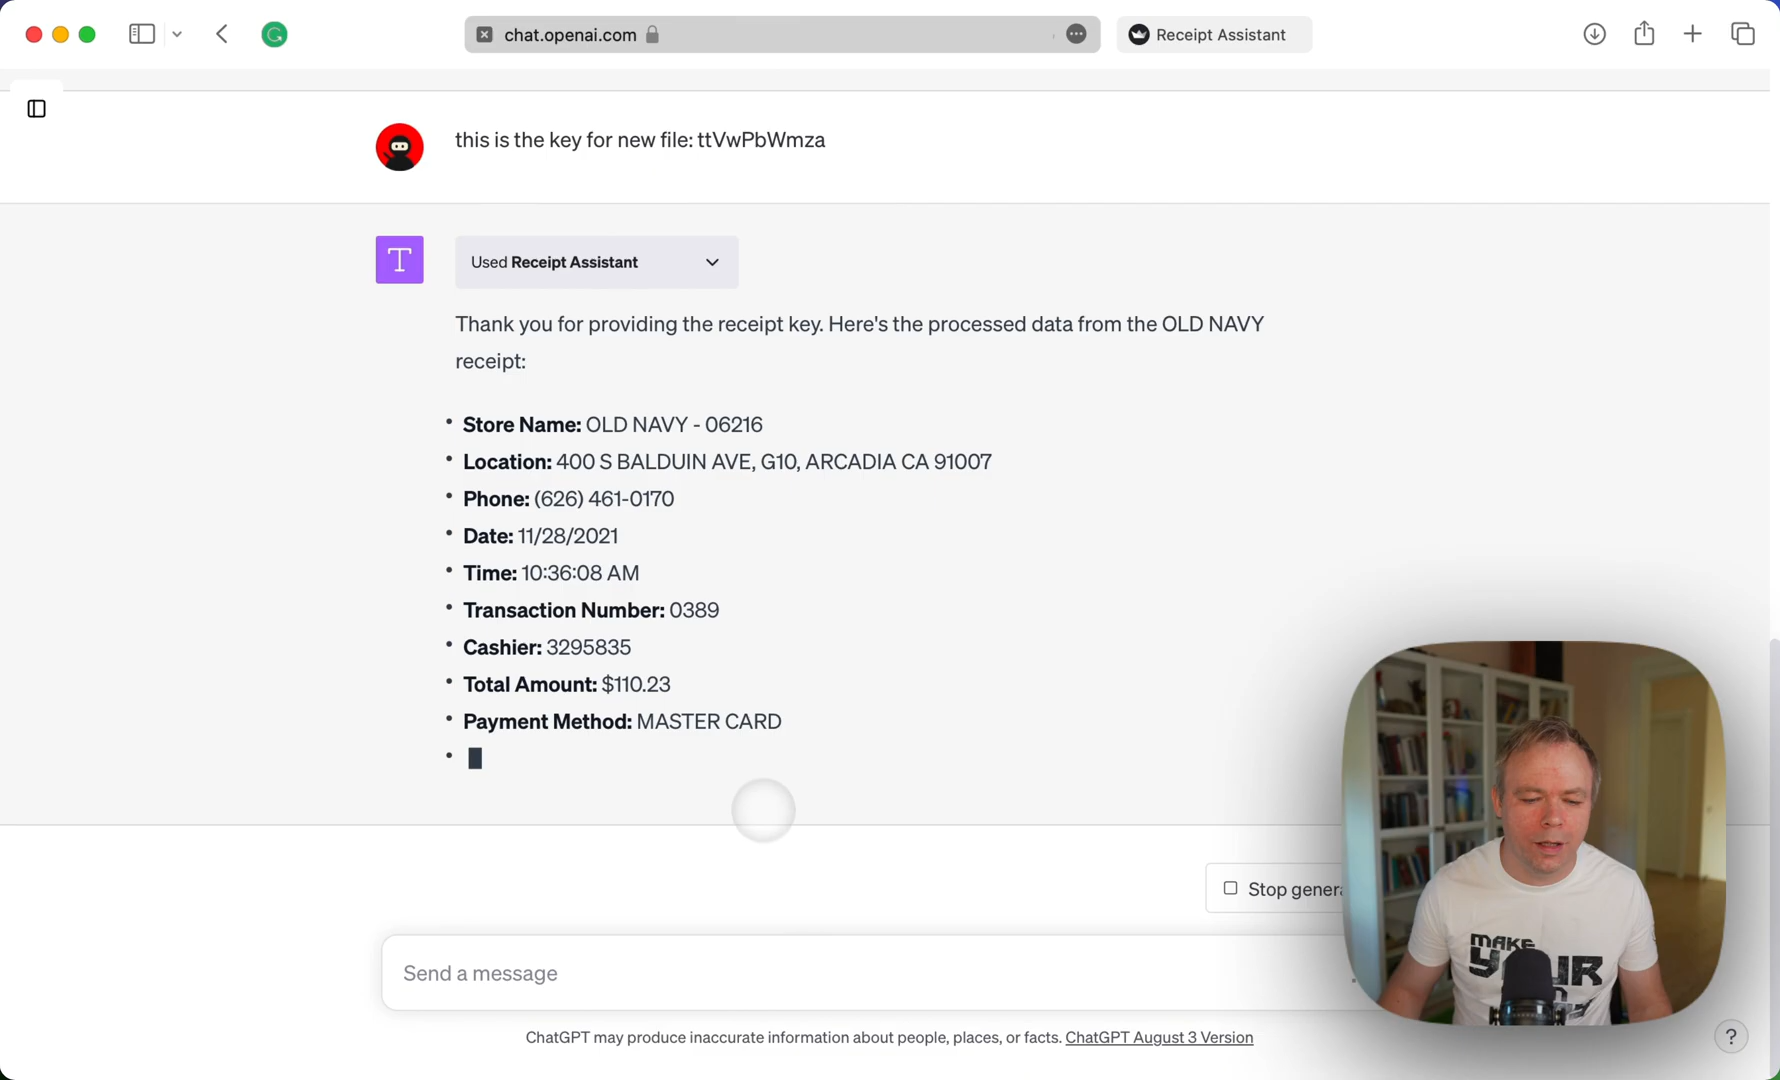 chat.openai.com
Receipt Assistant
this is the key for new file: ttVwPbWmza
T
Used Receipt Assistant
Thank you for providing the receipt key. Here's the processed data from the OLD NAVY
receipt:
• Store Name: OLD NAVY - 06216
• Location: 400 S BALDUIN AVE, G10, ARCADIA CA 91007
• Phone: (626) 461-0170
• Date: 11/28/2021
• Time: 10:36:08 AM
• Transaction Number: 0389
• Cashier: 3295835
• Total Amount: $110.23
• Payment Method: MASTER CARD
•
Stop genera
Send a message
MAKE
YOUR
ChatGPT may produce inaccurate information about people, places, or facts. ChatGPT August 3 Version
?